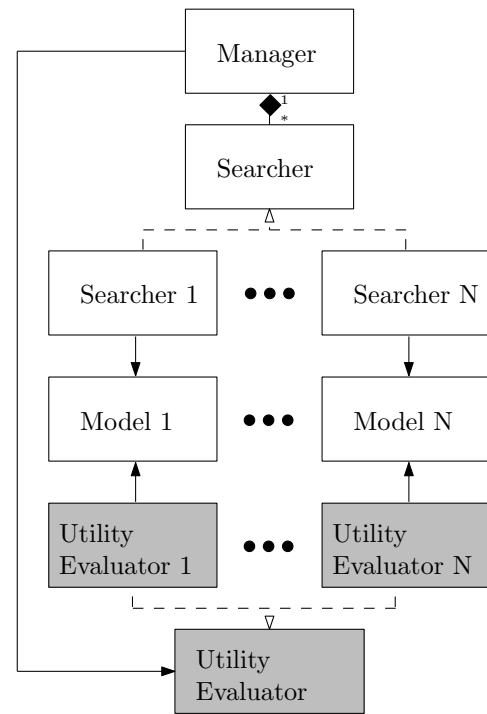 Manager
1
*
Searcher
Searcher 1
Searcher N
Model 1
Model N
Utility
Evaluator 1
Utility
Evaluator N
Utility
Evaluator